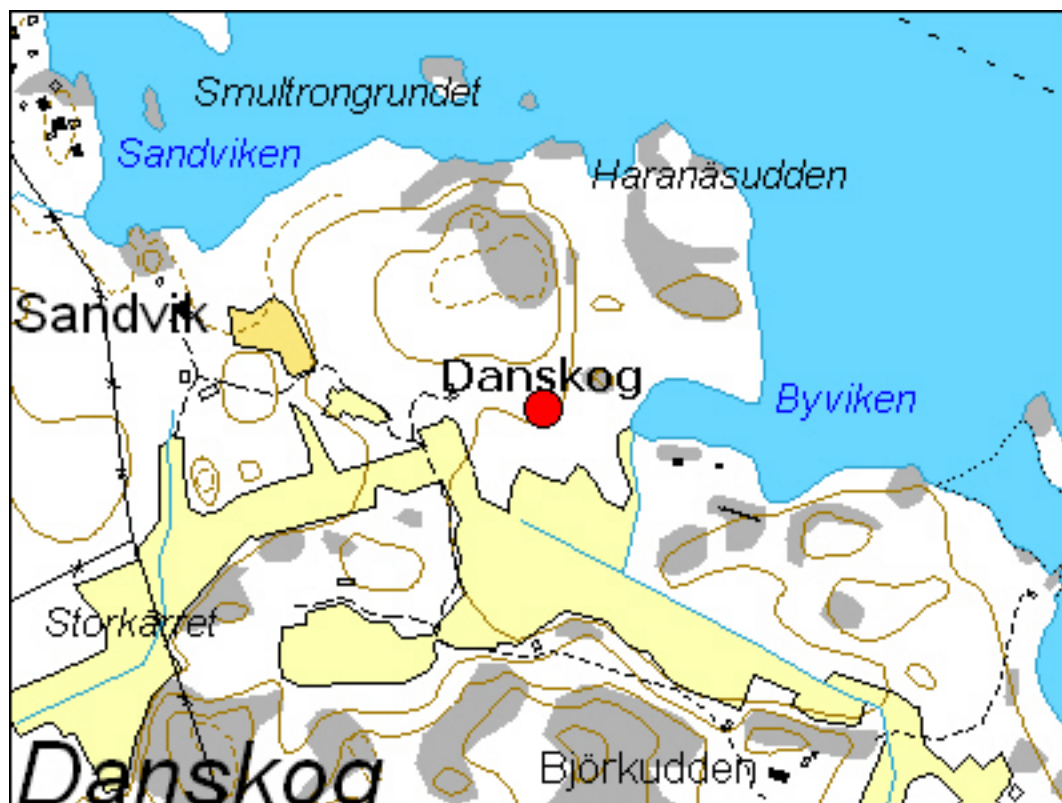 Smultrongrundet
Sandviken
Haranäsudden
Sandvik
Danskog
Byviken
Storkärret
Björkudden
Danskog